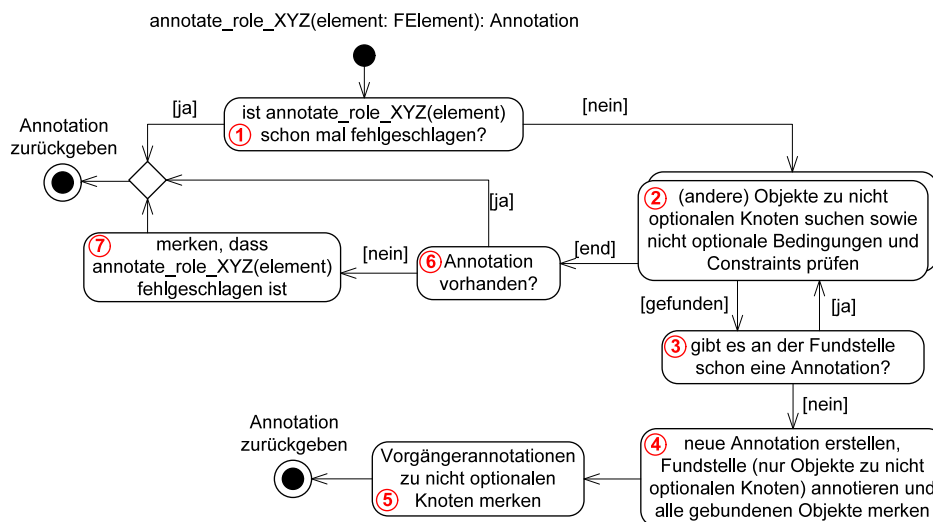 annotate_role_XYZ(element: FElement): Annotation
[ja]
ist annotate_role_XYZ(element)
1 schon mal fehlgeschlagen?
[nein]
Annotation
zurückgeben
2 (andere) Objekte zu nicht
optionalen Knoten suchen sowie
nicht optionale Bedingungen und
Constraints prüfen
[ja]
7 merken, dass
annotate_role_XYZ(element)
fehlgeschlagen ist
[nein]
6 Annotation
vorhanden?
[end]
[gefunden]
[ja]
3 gibt es an der Fundstelle
schon eine Annotation?
[nein]
Annotation
zurückgeben
Vorgängerannotationen
zu nicht optionalen
5 Knoten merken
4 neue Annotation erstellen,
Fundstelle (nur Objekte zu nicht
optionalen Knoten) annotieren und
alle gebundenen Objekte merken